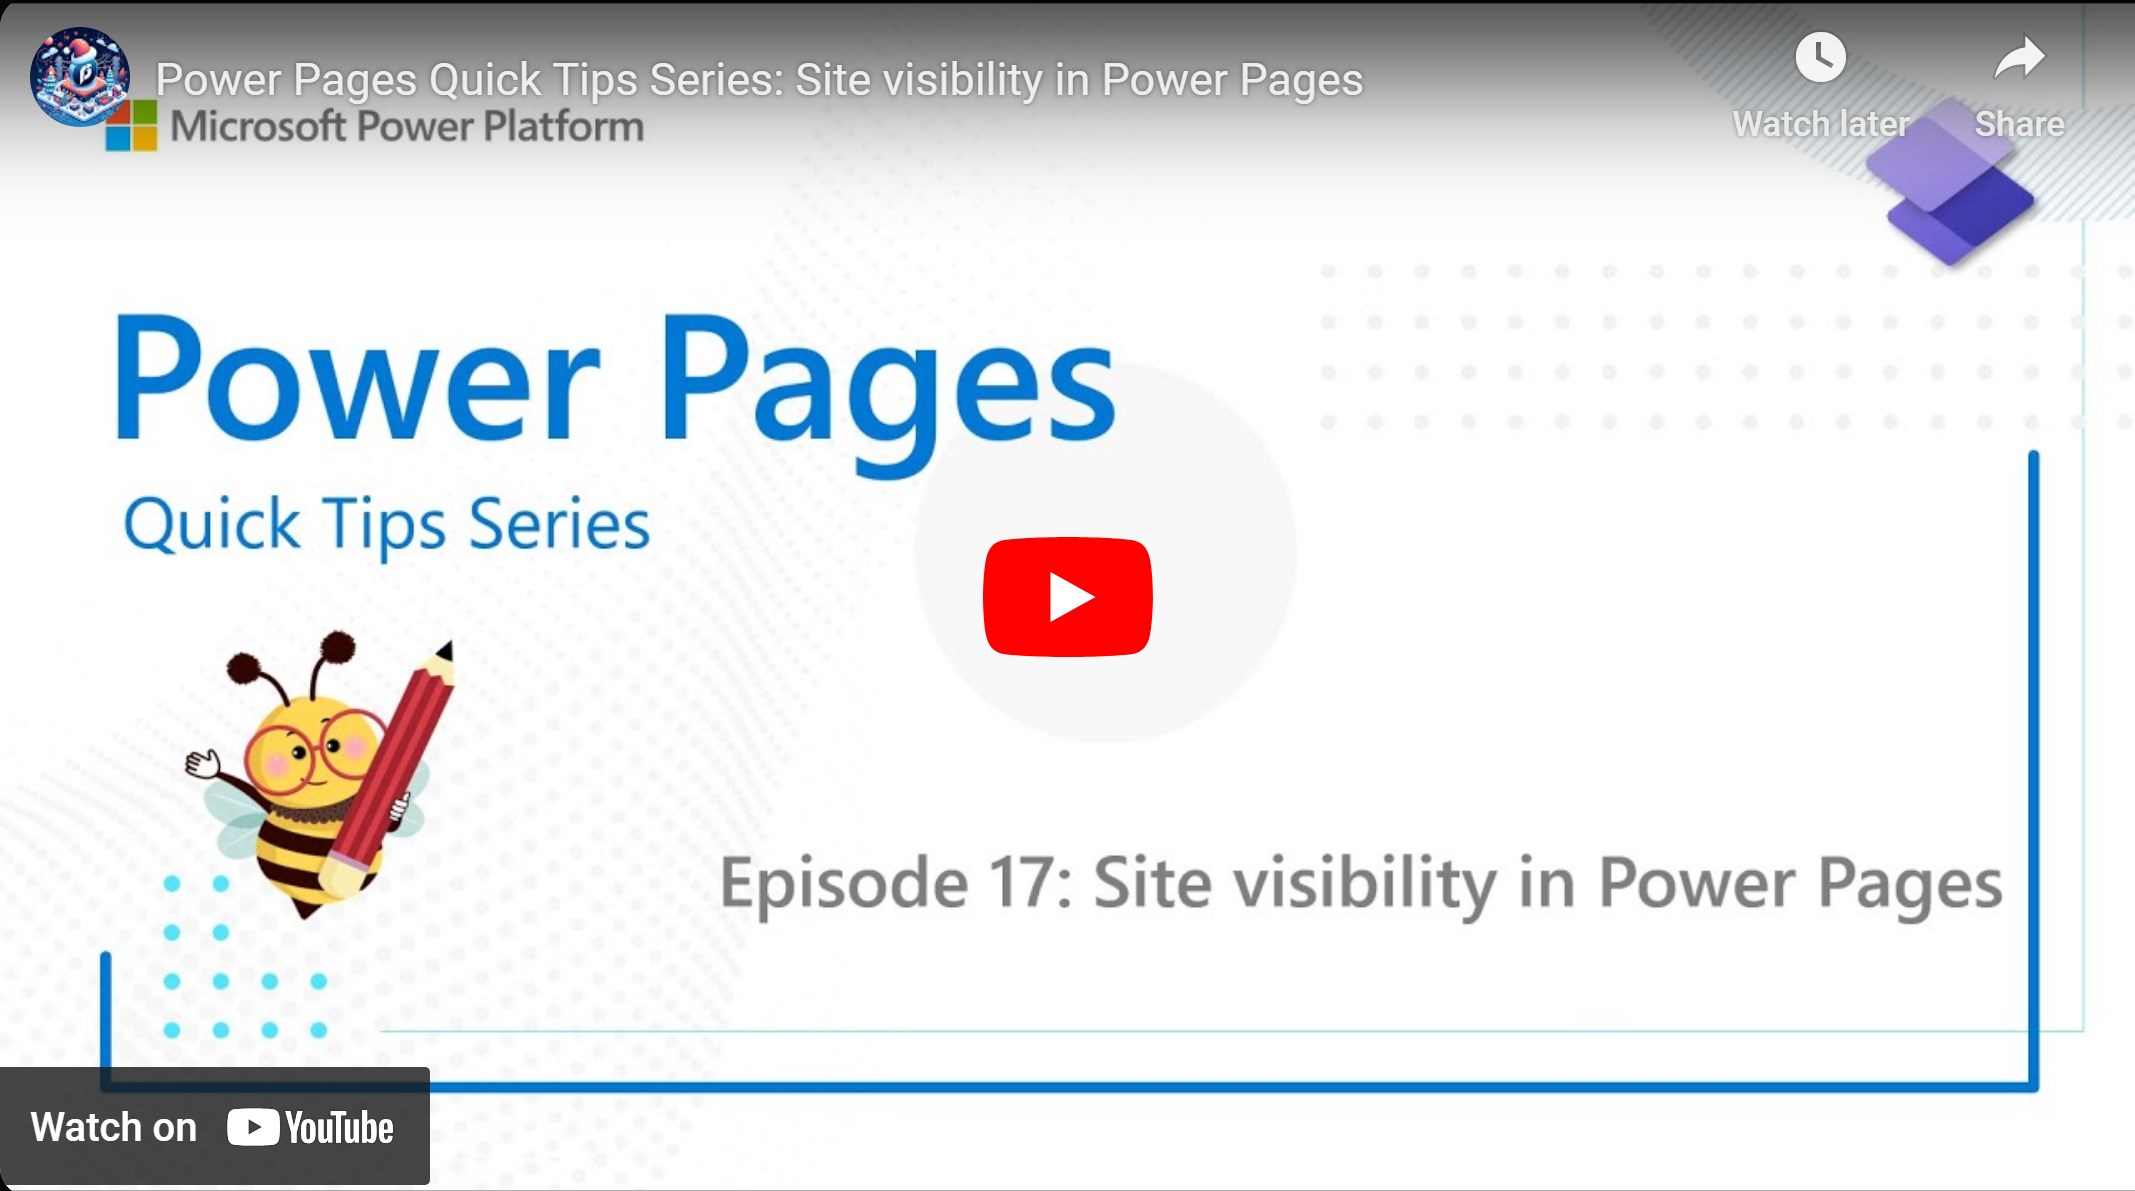 Power Pages Quick Tips Series: Site visibility in Power Pages
Watch later
Share
Microsoft Power Platform
Power Pages
Quick Tips Series
Episode 17: Site visibility in Power Pages
Watch on YouTube